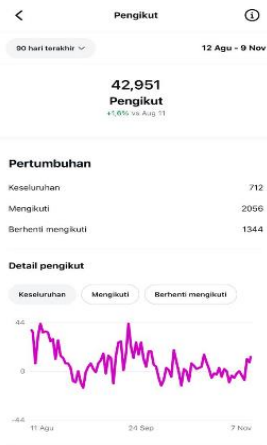 Pengikut
90 hari terakhir
12 Agu - 9 Nov
42,951
Pengikut
+1,6% vs Aug 11
Pertumbuhan
Keseluruhan 712
Mengikuti 2056
Berhenti mengikuti 1344
Detail pengikut
Keseluruhan Mengikuti Berhenti mengikuti
44
0
-44
11 Agu 24 Sep 7 Nov